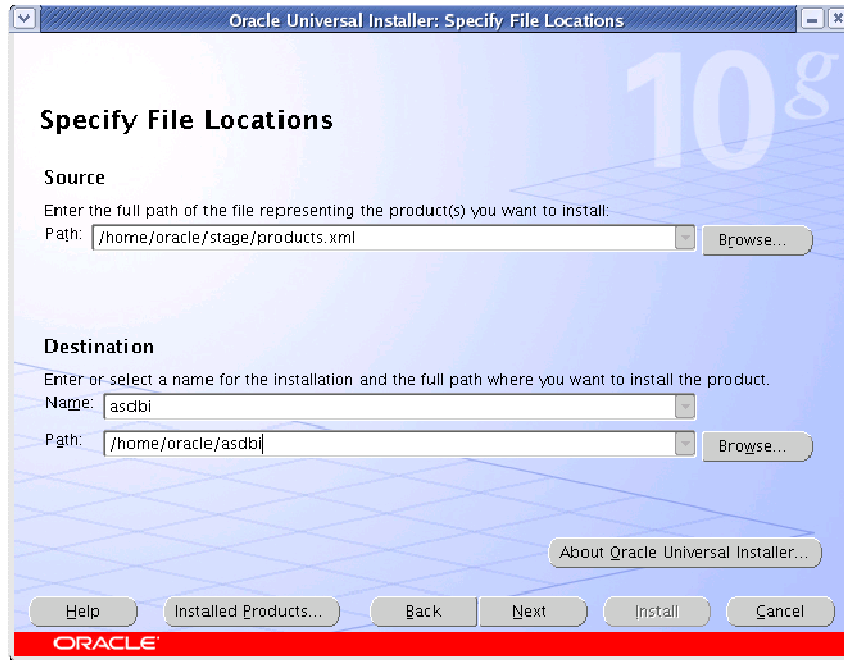 Oracle Universal Installer: Specify File Locations
10g
Specify File Locations
Source
Enter the full path of the file representing the product(s) you want to install:
Path: /home/oracle/stage/products.xml Browse...
Destination
Enter or select a name for the installation and the full path where you want to install the product.
Name: asdbi
Path: /home/oracle/asdbi Browse...
About Oracle Universal Installer...
Help Installed Products... Back Next Install Cancel
ORACLE